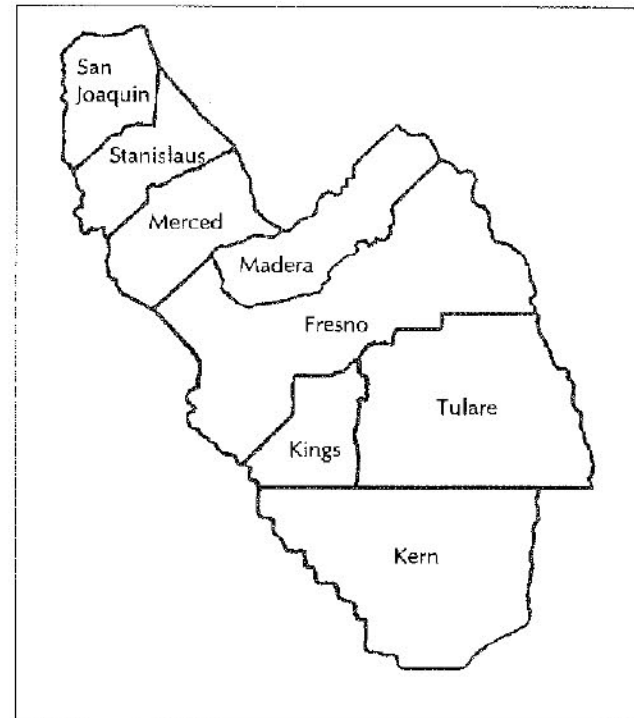 San
Joaquin
Stanislaus
Merced
Madera
Fresno
Tulare
Kings
Kern